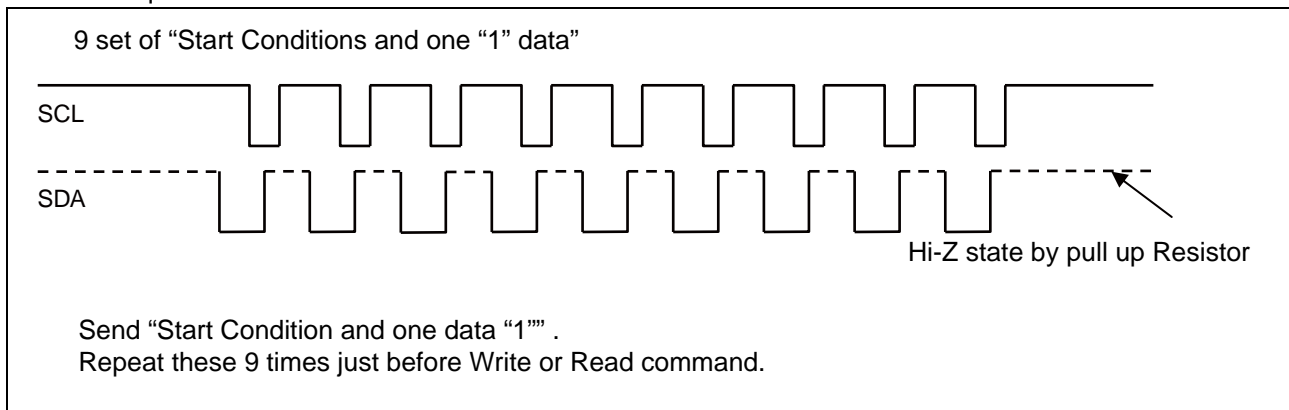 9 set of “Start Conditions and one “1” data”
SCL
SDA
Hi-Z state by pull up Resistor
Send “Start Condition and one data “1”” .
Repeat these 9 times just before Write or Read command.